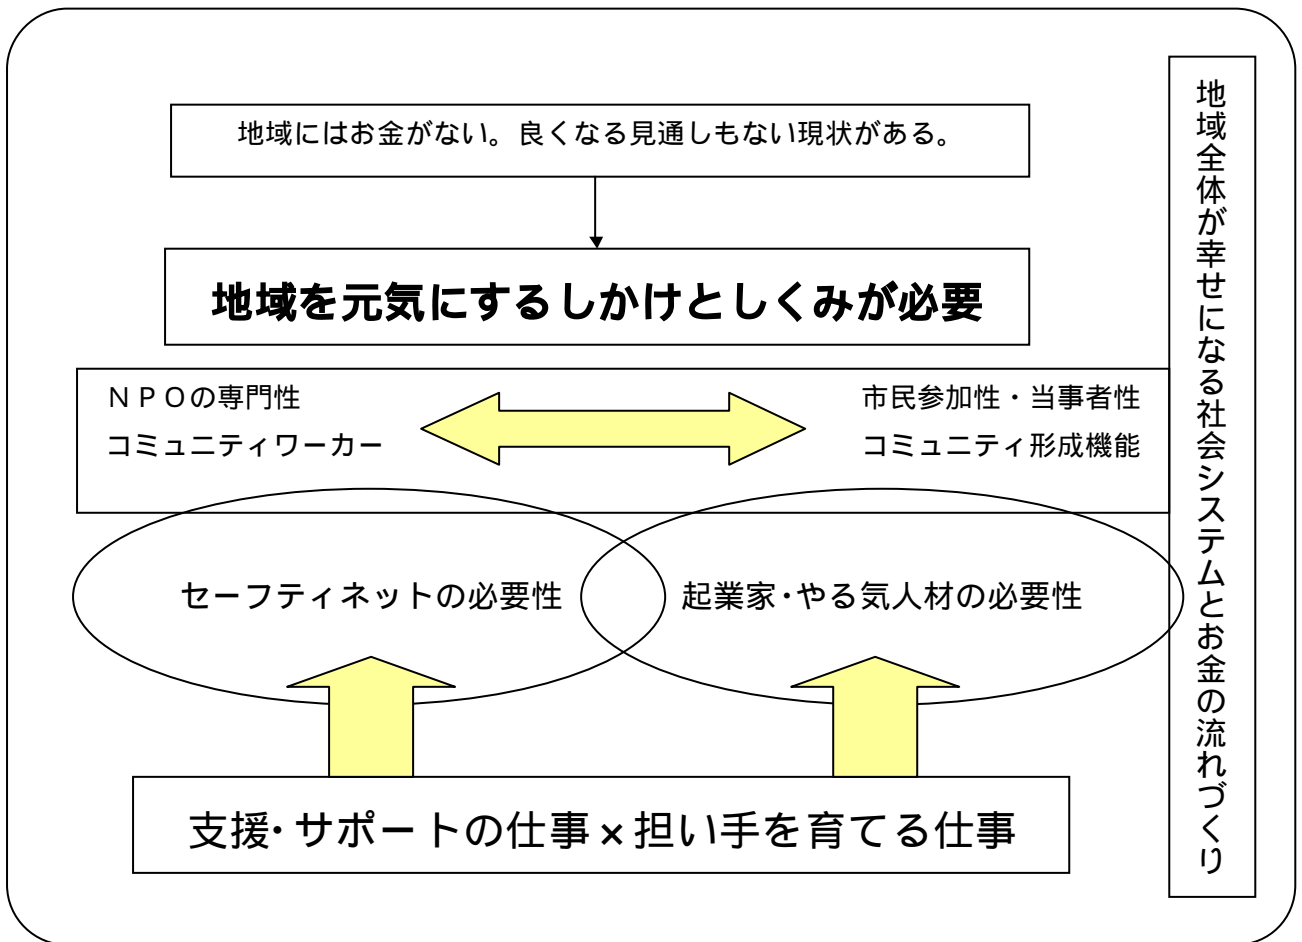 地域にはお金がない。良くなる見通しもない現状がある。
地域を元気にするしかけとしくみが必要
ＮＰＯの専門性
コミュニティワーカー
市民参加性・当事者性
コミュニティ形成機能
セーフティネットの必要性
起業家・やる気人材の必要性
支援・サポートの仕事×担い手を育てる仕事
地域全体が幸せになる社会システムとお金の流れづくり